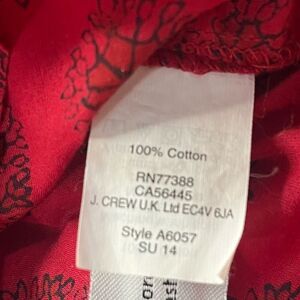 100% Cotton
RN77388
CA56445
J. CREW U.K. Ltd EC4V 6JA
Style A6057
SU 14